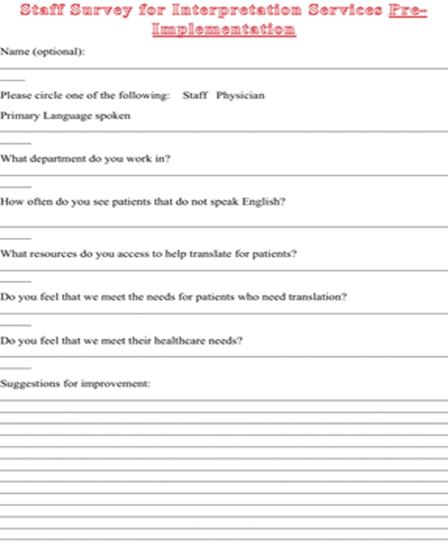 Staff Survey for Interpretation Services Pre-
Implementation
Name (optional):
Please circle one of the following: Staff Physician
Primary Language spoken
What department do you work in?
How often do you see patients that do not speak English?
What resources do you access to help translate for patients?
Do you feel that we meet the needs for patients who need translation?
Do you feel that we meet their healthcare needs?
Suggestions for improvement: